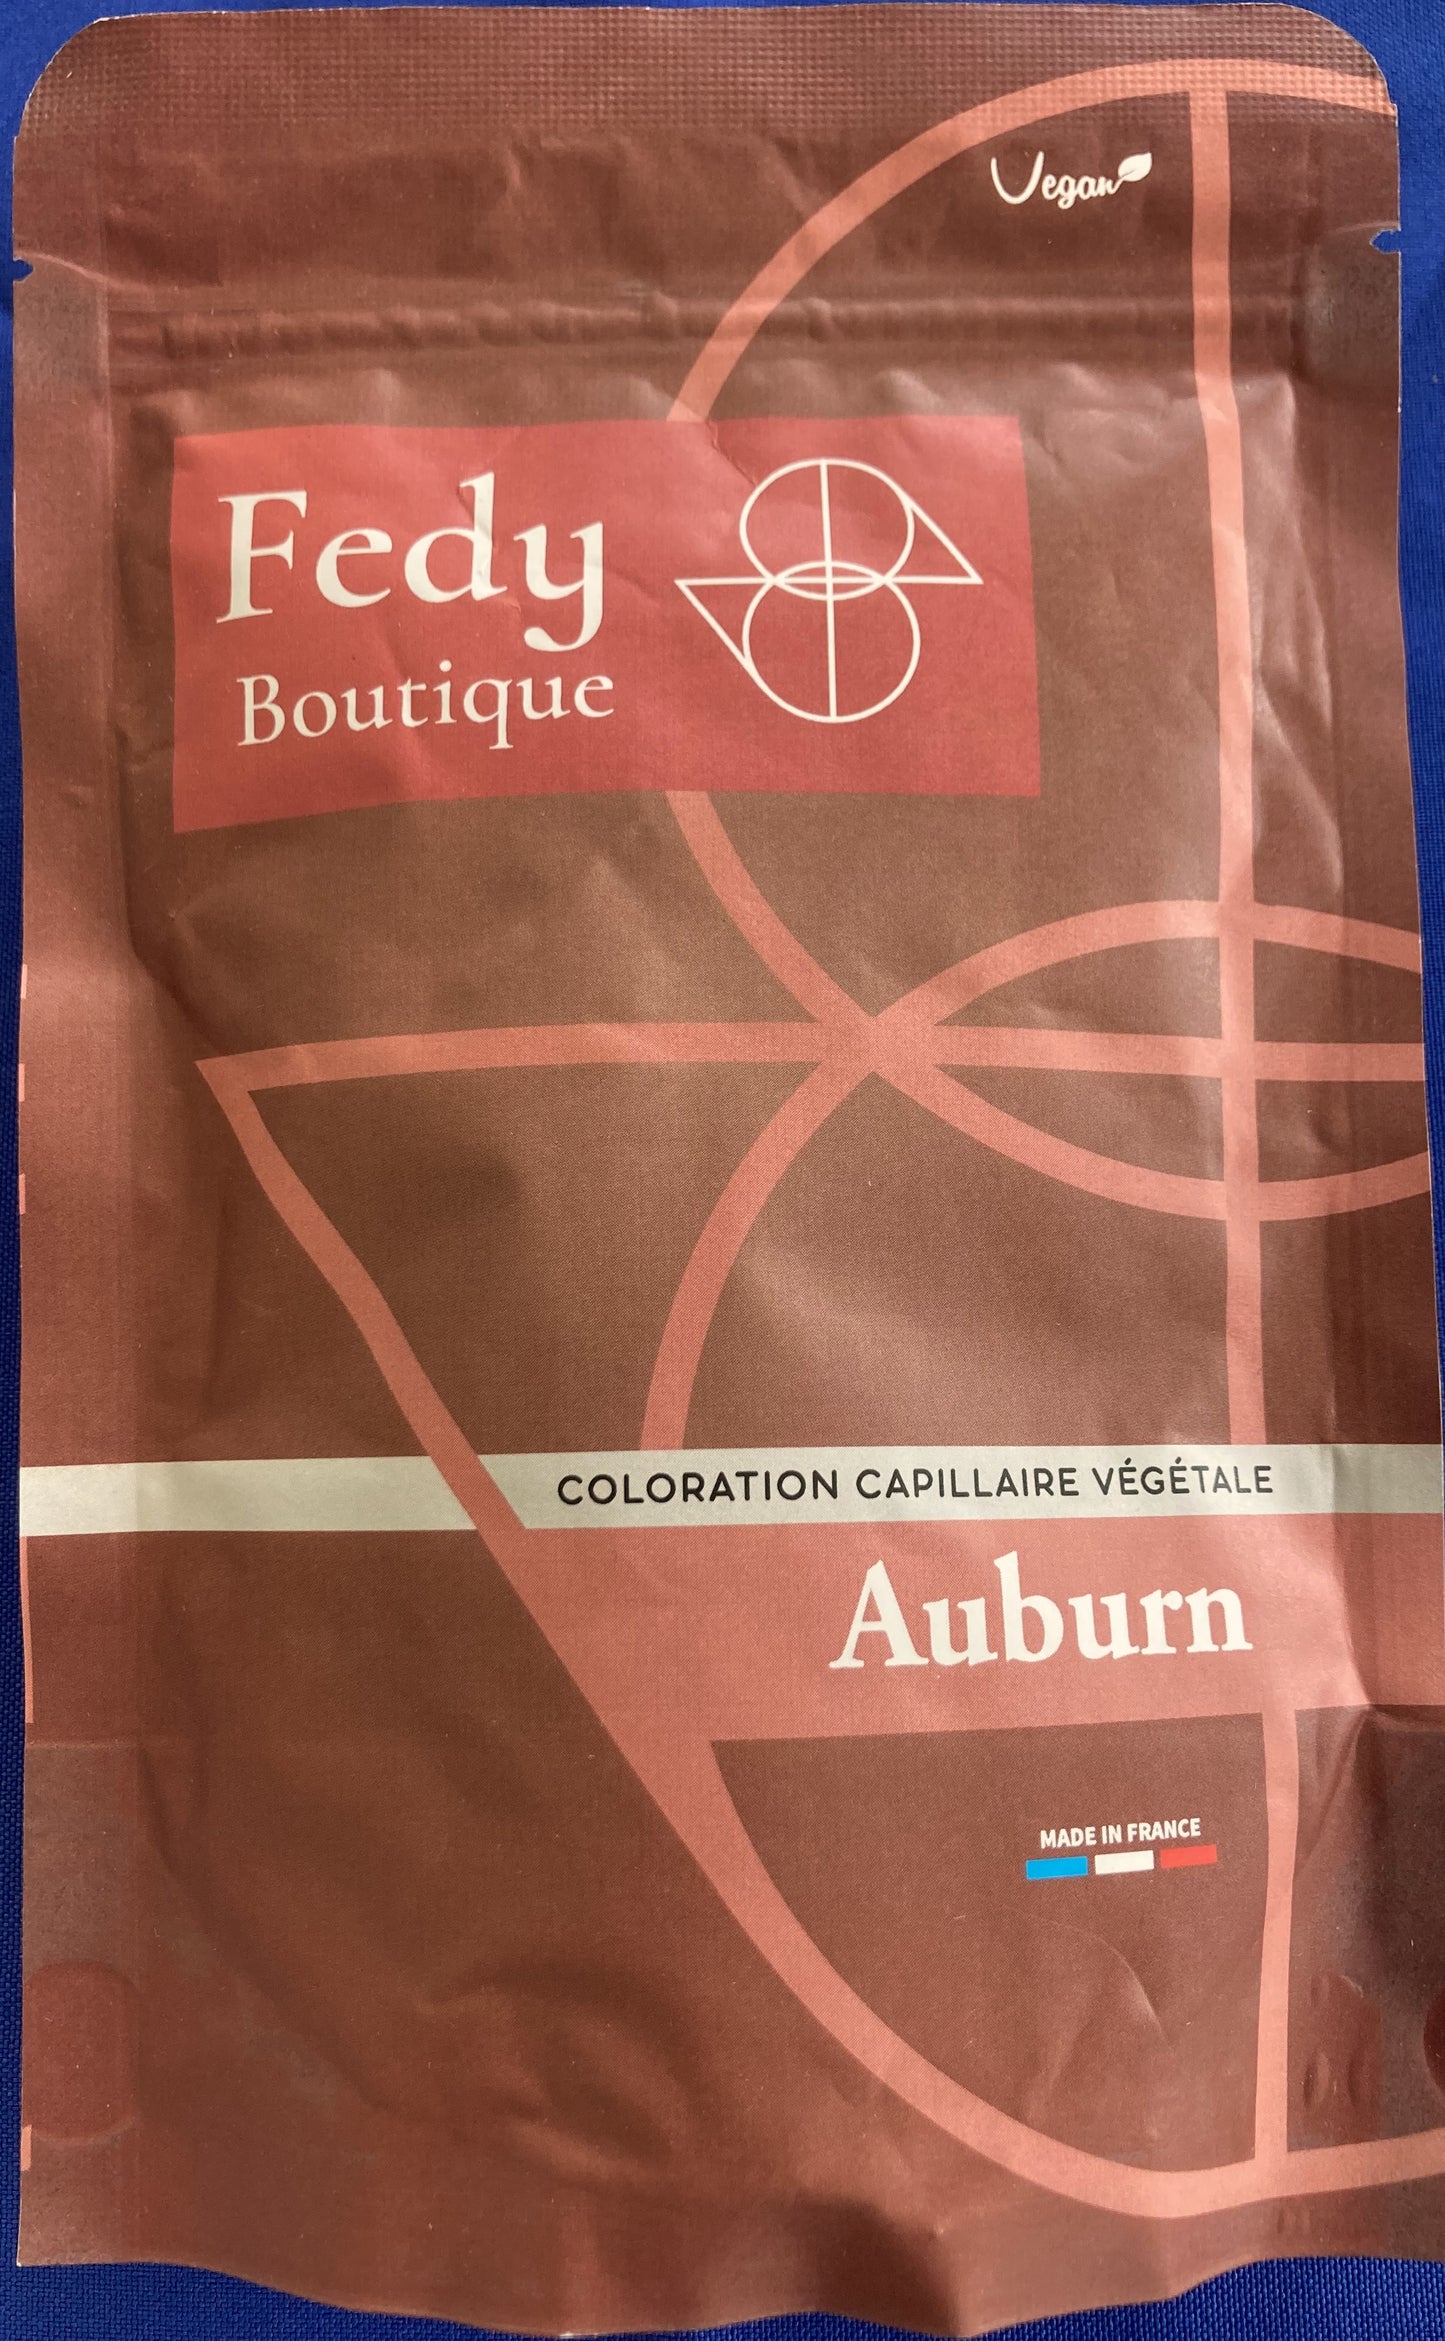 Vegan
Fedy
Boutique
COLORATION CAPILLAIRE VÉGÉTALE
Auburn
MADE IN FRANCE